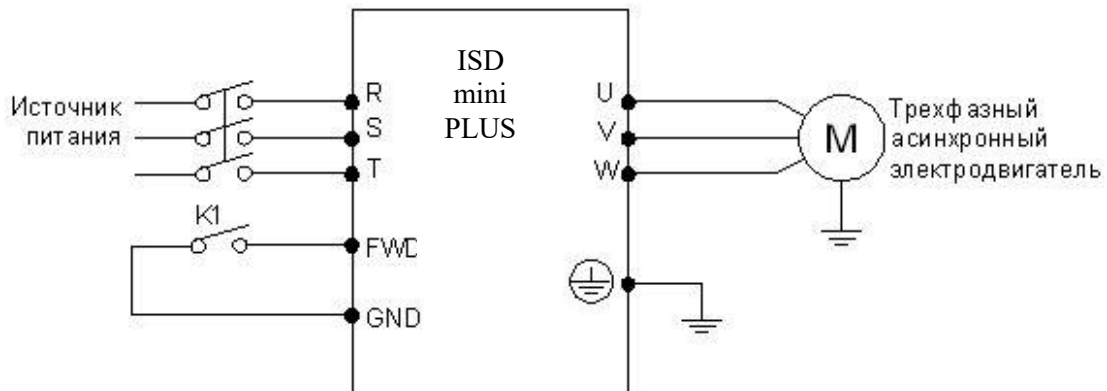 ISD
mini
PLUS
Источник
питания
R
S
T
K1
FWD
GND
U
V
W
M
Трехфазный
асинхронный
электродвигатель